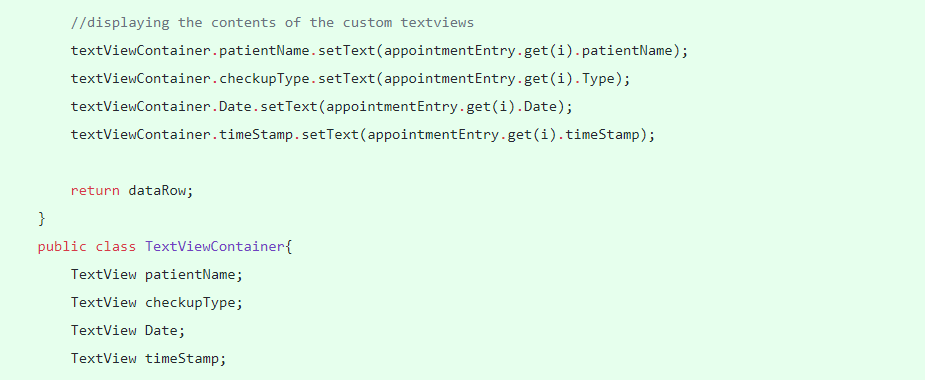 //displaying the contents of the custom textviews
textViewContainer.patientName.setText(appointmentEntry.get(i).patientName);
textViewContainer.checkupType.setText(appointmentEntry.get(i).Type);
textViewContainer.Date.setText(appointmentEntry.get(i).Date);
textViewContainer.timeStamp.setText(appointmentEntry.get(i).timeStamp);
return dataRow;
}
public class TextViewContainer{
TextView patientName;
TextView checkupType;
TextView Date;
TextView timeStamp;